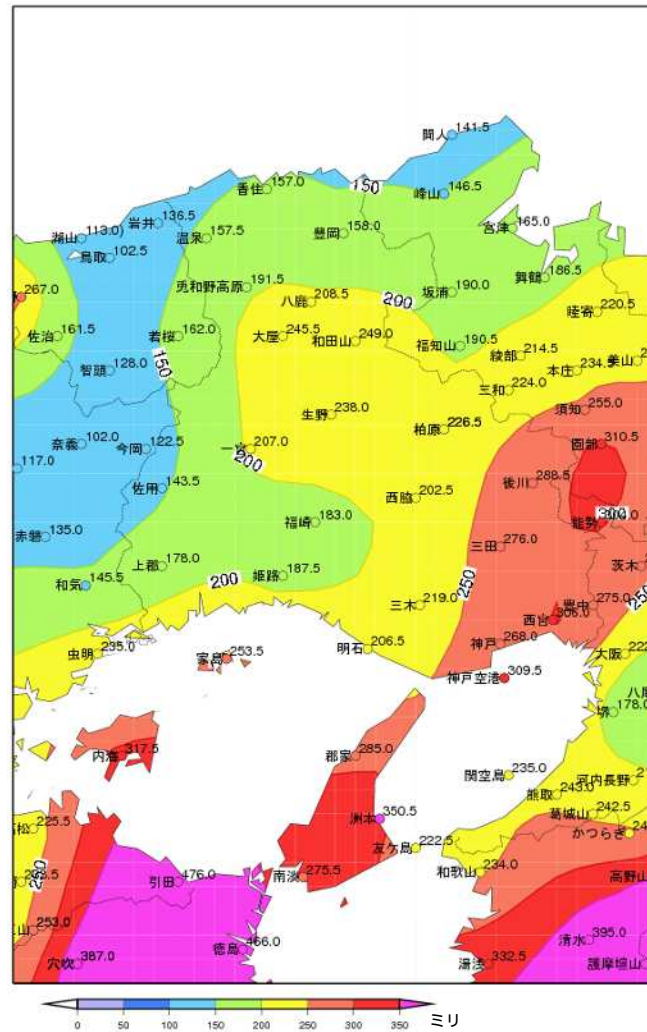 間人 141.5
香住 157.0
150
峰山 146.5
岩井 136.5
湖山 113.0)
温泉 157.5
豊岡 158.0
宮津 165.0
鳥取 102.5
舞鶴 186.5
267.0
兎和野高原 191.5
坂浦 190.0
八鹿 208.5
200
睦寄 220.5
佐治 161.5
若桜 162.0
大屋 245.5
和田山 249.0
福知山 190.5
綾部 214.5
美山 2
150
智頭 128.0
本庄 234.5
三和 224.0
須知 255.0
生野 238.0
柏原 226.5
奈義 102.0
今岡 122.5
一宮 207.0
200
園部 310.5
117.0
佐用 143.5
後川 288.5
西脇 202.5
福崎 183.0
300
能勢
赤磐 135.0
三田 276.0
上郡 178.0
茨木
和気 145.5
200
姫路 187.5
250
250
三木 219.0
豊中 275.0
西宮 306.0
虫明 235.0
家島 253.5
明石 206.5
神戸 268.0
大阪 222
神戸空港 309.5
八尾
堺 178.0
内海 317.5
郡家 285.0
関空島 235.0
河内長野 2
熊取 243.0
洲本 350.5
葛城山 242.5
松 225.5
かつらぎ 24
友ケ島 222.5
250
引田 476.0
南淡 275.5
和歌山 234.0
高野山
山 253.0
徳島 466.0
清水 395.0
穴吹 387.0
湯浅 332.5
護摩壇山
0 50 100 150 200 250 300 350 ミリ